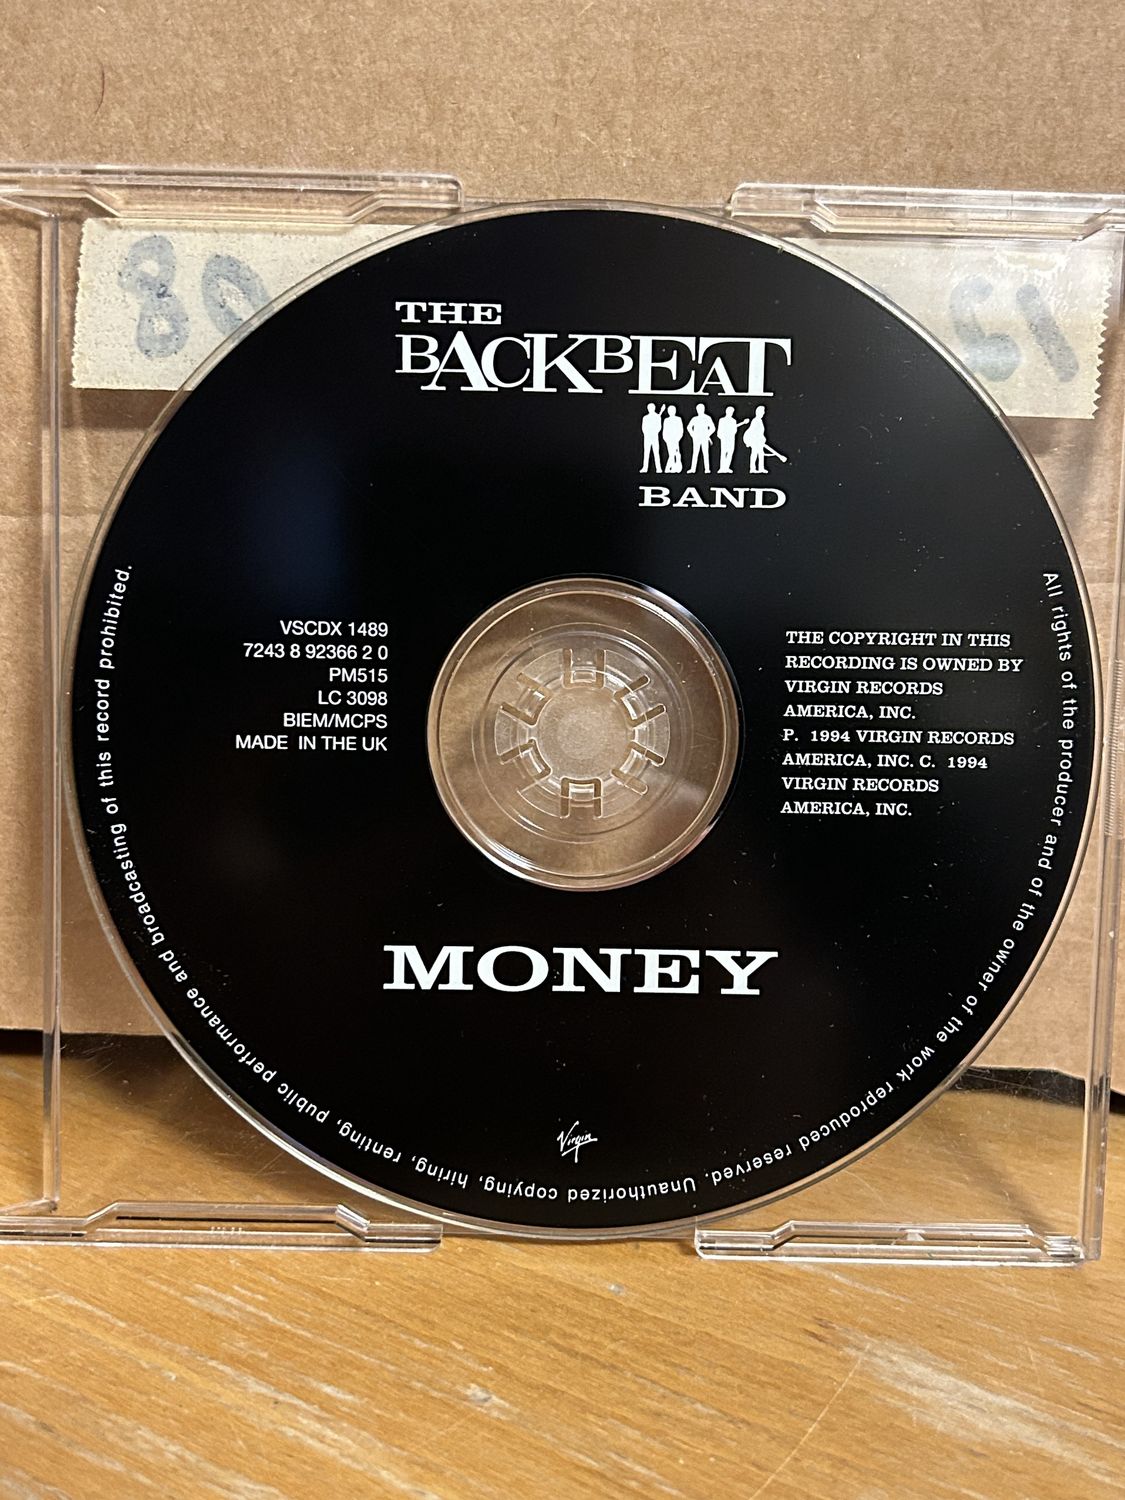 80
THE
BACKBEAT
BAND
VSCDX 1489
7243 8 92366 2 0
PM515
LC 3098
BIEM/MCPS
MADE IN THE UK
THE COPYRIGHT IN THIS
RECORDING IS OWNED BY
VIRGIN RECORDS
AMERICA, INC.
P. 1994 VIRGIN RECORDS
AMERICA, INC. C. 1994
VIRGIN RECORDS
AMERICA, INC.
MONEY
Virgin
All rights of the producer and of the owner of the work reproduced reserved. Unauthorized copying, hiring, renting, public performance and broadcasting of this record prohibited.